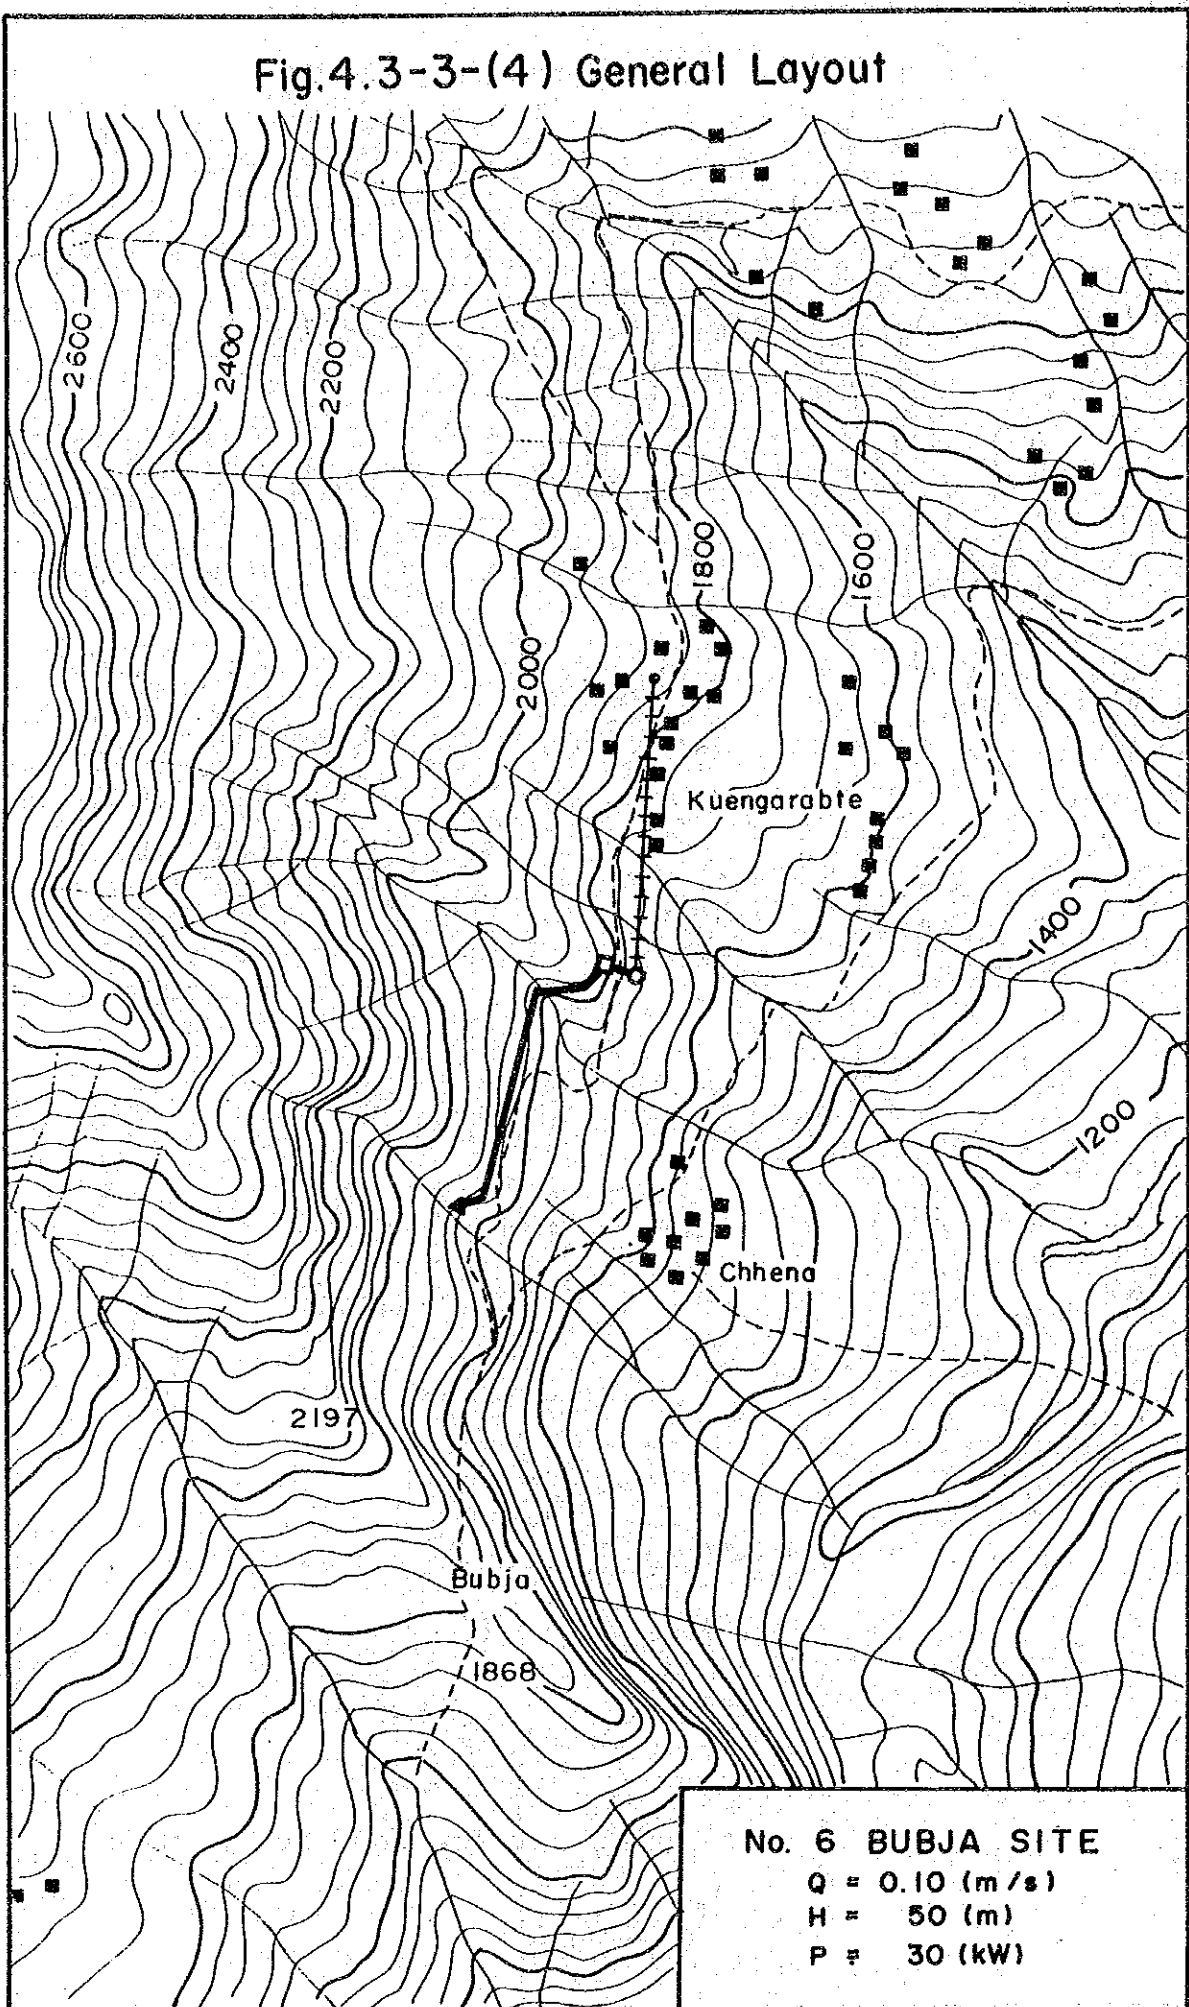 Fig.4.3-3-(4) General Layout
2600
2400
2200
1800
1600
2000
Kuengarabte
1400
1200
Chhena
2197
Bubja
1868
No. 6 BUBJA SITE
Q = 0.10 (m/s)
H = 50 (m)
P = 30 (kW)